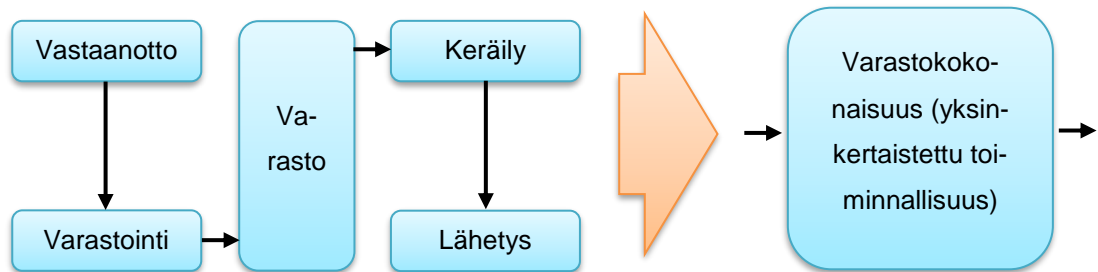 Vastaanotto
Varastointi
Va-
rasto
Keräily
Lähetys
Varastokoko-
naisuus (yksin-
kertaistettu toi-
minnallisuus)